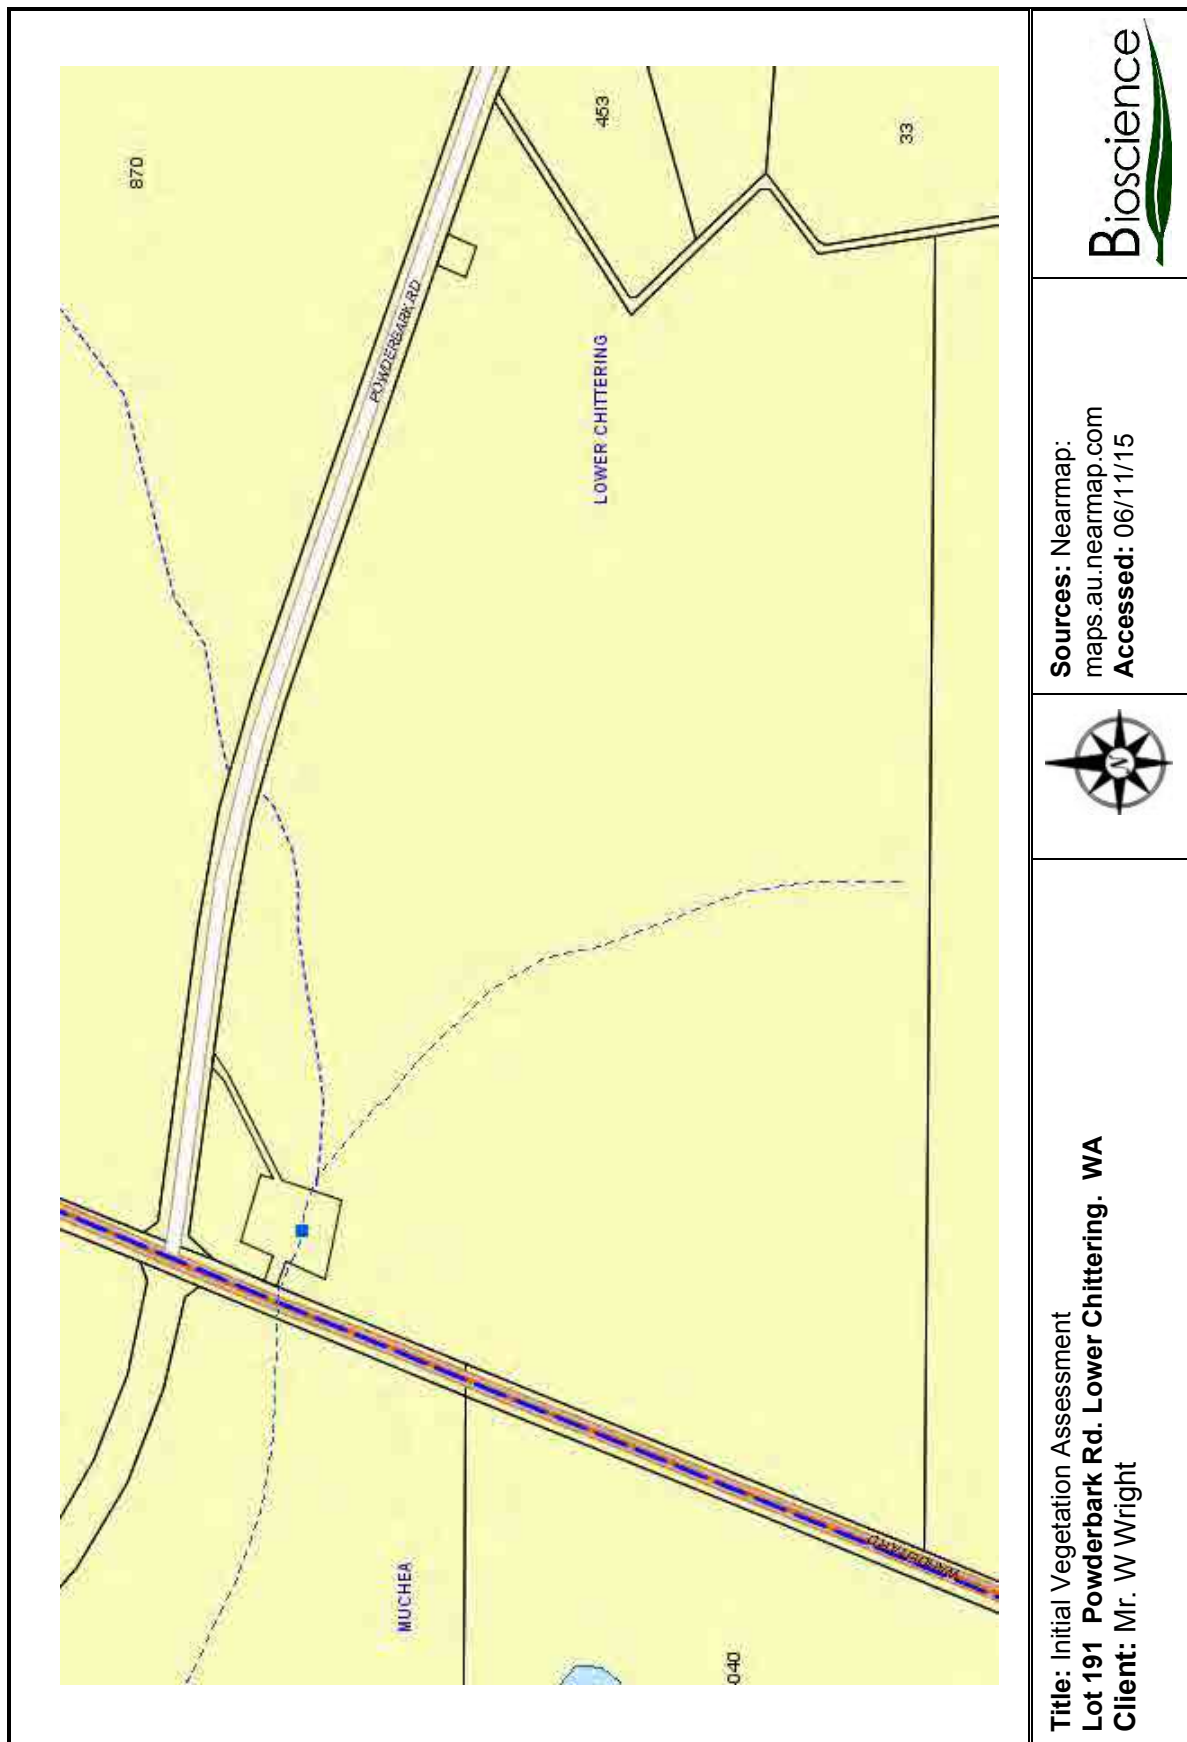 870
453
33
POWDERBARK RD
LOWER CHITTERING
MUCHEA
040
Title: Initial Vegetation Assessment
Lot 191 Powderbark Rd. Lower Chittering. WA
Client: Mr. W Wright
N
Sources: Nearmap:
maps.au.nearmap.com
Accessed: 06/11/15
Bioscience